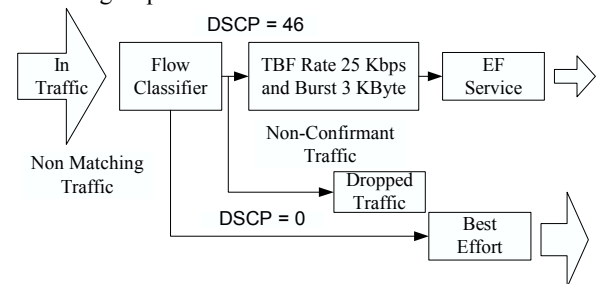 DSCP = 46
In
Traffic
Flow
Classifier
TBF Rate 25 Kbps
and Burst 3 KByte
EF
Service
Non-Confirmant
Traffic
Non Matching
Traffic
Dropped
Traffic
DSCP = 0
Best
Effort